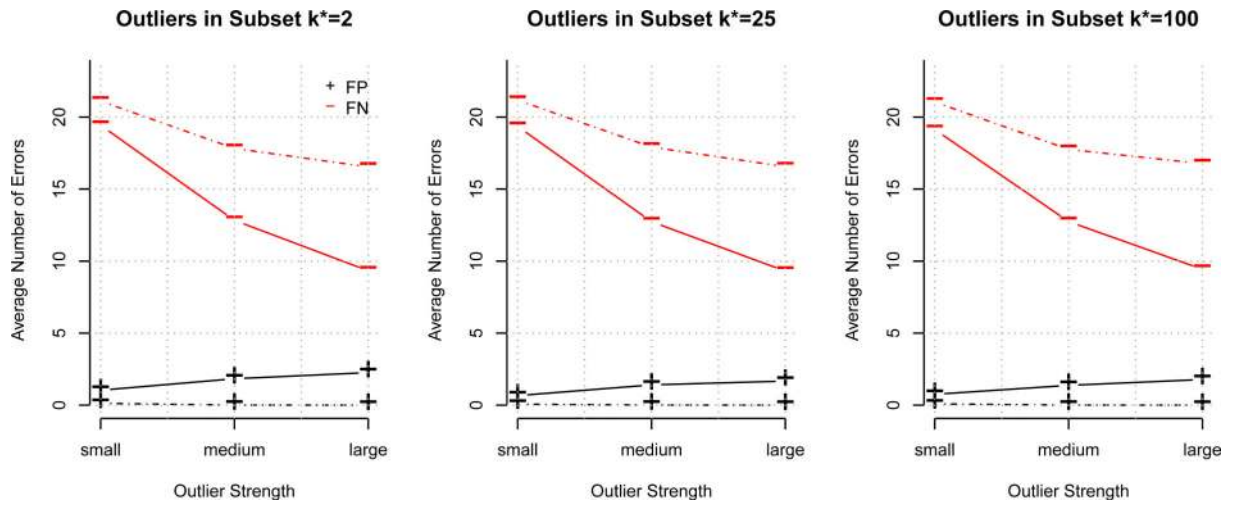 Outliers in Subset k*=2
+ FP
− FN
Average Number of Errors
20
15
10
5
0
small medium large
Outlier Strength
Outliers in Subset k*=25
Average Number of Errors
20
15
10
5
0
small medium large
Outlier Strength
Outliers in Subset k*=100
Average Number of Errors
20
15
10
5
0
small medium large
Outlier Strength